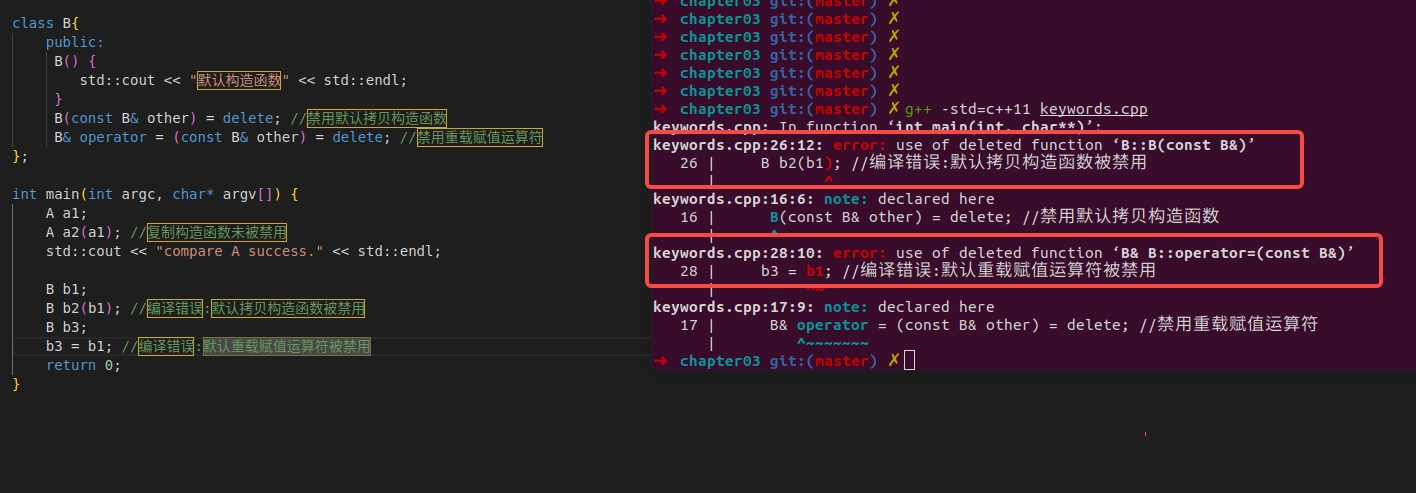 class B{
public:
B() {
std::cout << "默认构造函数" << std::endl;
}
B(const B& other) = delete; //禁用默认拷贝构造函数
B& operator = (const B& other) = delete; //禁用重载赋值运算符
};
int main(int argc, char* argv[]) {
A a1;
A a2(a1); //复制构造函数未被禁用
std::cout << "compare A success." << std::endl;
B b1;
B b2(b1); //编译错误:默认拷贝构造函数被禁用
B b3;
b3 = b1; //编译错误:默认重载赋值运算符被禁用
return 0;
}
➜ chapter03 git:(master) ✗
➜ chapter03 git:(master) ✗
➜ chapter03 git:(master) ✗
➜ chapter03 git:(master) ✗
➜ chapter03 git:(master) ✗
➜ chapter03 git:(master) ✗
➜ chapter03 git:(master) ✗ g++ -std=c++11 keywords.cpp
keywords.cpp: In function ‘int main(int, char**)’:
keywords.cpp:26:12: error: use of deleted function ‘B::B(const B&)’
26 | B b2(b1); //编译错误:默认拷贝构造函数被禁用
| ^
keywords.cpp:16:6: note: declared here
16 | B(const B& other) = delete; //禁用默认拷贝构造函数
| ^
keywords.cpp:28:10: error: use of deleted function ‘B& B::operator=(const B&)’
28 | b3 = b1; //编译错误:默认重载赋值运算符被禁用
| ^~
keywords.cpp:17:9: note: declared here
17 | B& operator = (const B& other) = delete; //禁用重载赋值运算符
| ^~~~~~~~
➜ chapter03 git:(master) ✗